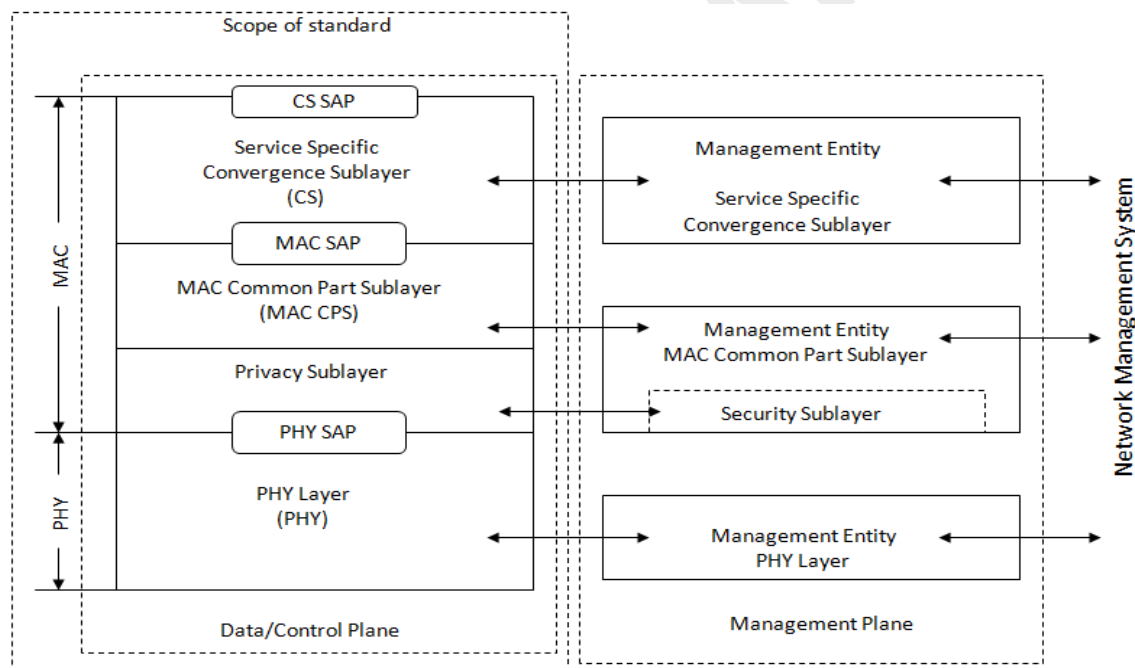 Scope of standard
CS SAP
Service Specific
Convergence Sublayer
(CS)
MAC SAP
MAC Common Part Sublayer
(MAC CPS)
Privacy Sublayer
PHY SAP
PHY Layer
(PHY)
Data/Control Plane
MAC
PHY
Management Entity
Service Specific
Convergence Sublayer
Management Entity
MAC Common Part Sublayer
Security Sublayer
Management Entity
PHY Layer
Management Plane
Network Management System